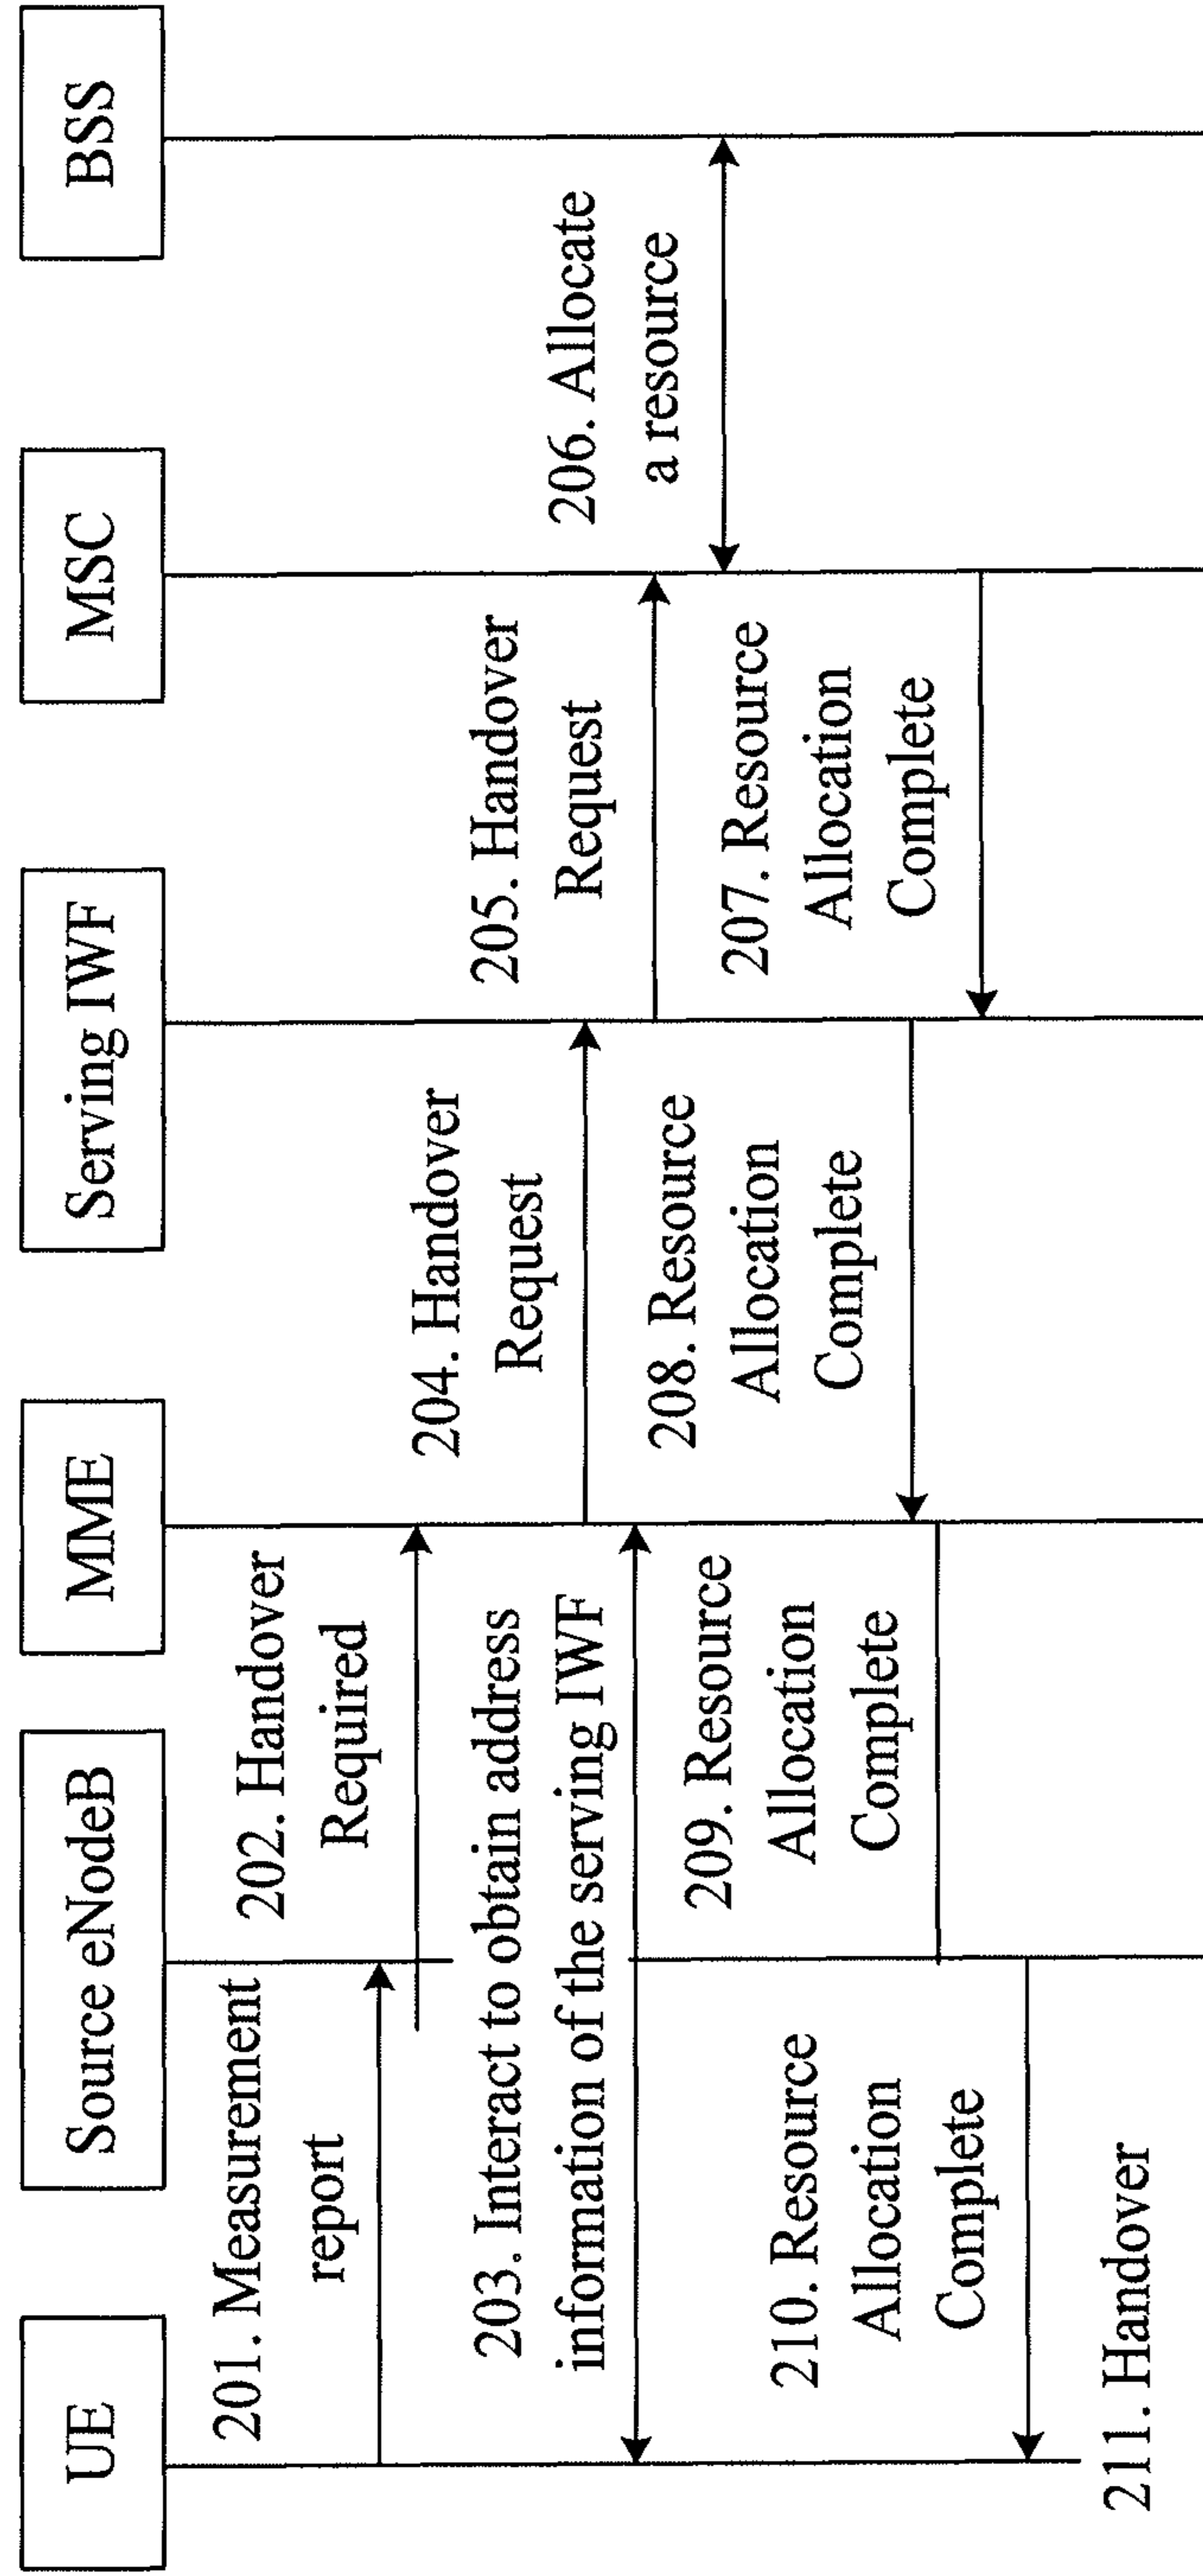 UE
Source eNodeB
MME
Serving IWF
MSC
BSS
201. Measurement
report
202. Handover
Required
203. Interact to obtain address
information of the serving IWF
204. Handover
Request
205. Handover
Request
206. Allocate
a resource
207. Resource
Allocation
Complete
208. Resource
Allocation
Complete
209. Resource
Allocation
Complete
210. Resource
Allocation
Complete
211. Handover